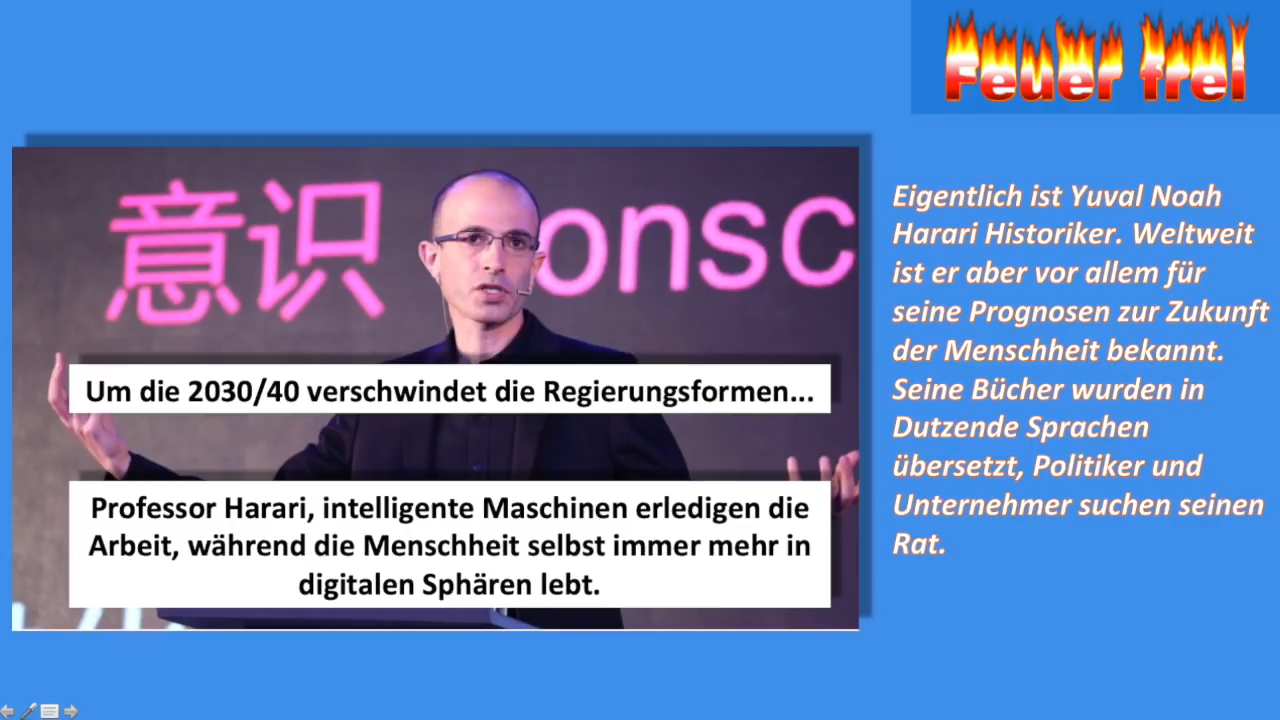 Feuer frei
意识 onsc
Um die 2030/40 verschwindet die Regierungsformen...
Professor Harari, intelligente Maschinen erledigen die
Arbeit, während die Menschheit selbst immer mehr in
digitalen Sphären lebt.
Eigentlich ist Yuval Noah
Harari Historiker. Weltweit
ist er aber vor allem für
seine Prognosen zur Zukunft
der Menschheit bekannt.
Seine Bücher wurden in
Dutzende Sprachen
übersetzt, Politiker und
Unternehmer suchen seinen
Rat.